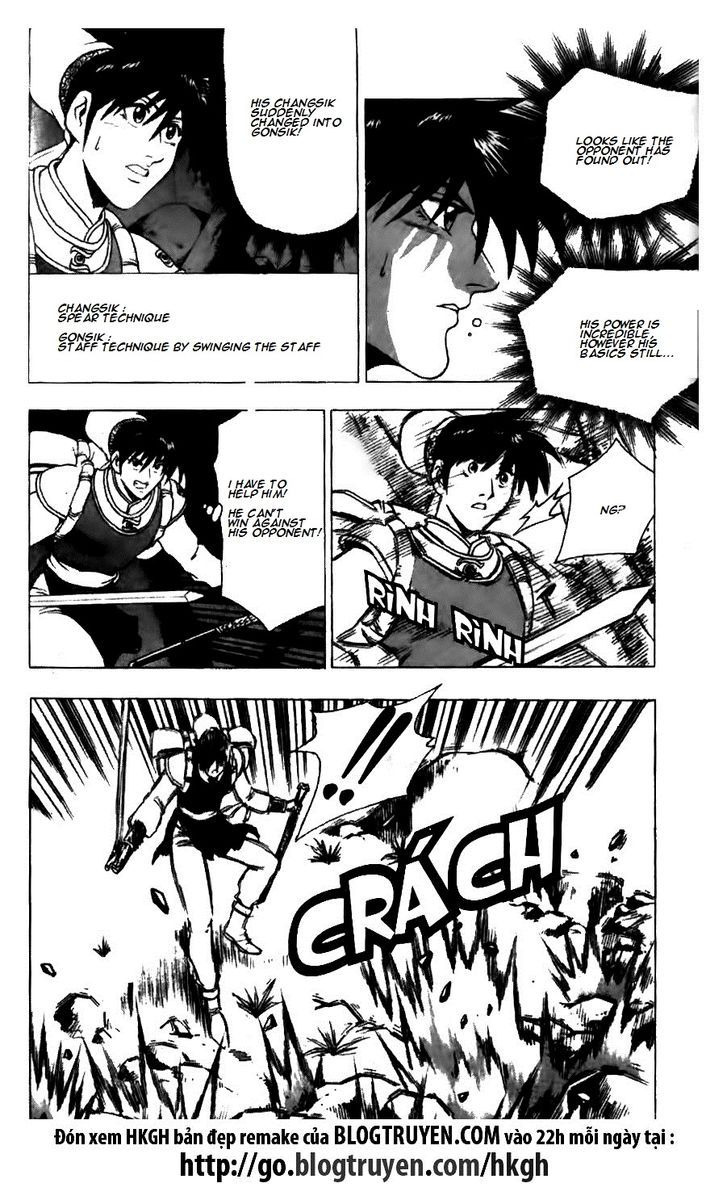 HIS CHANGSIK
SUDDENLY
CHANGED INTO
GONSIK!
LOOKS LIKE THE
OPPONENT HAS
FOUND OUT!
HIS POWER IS
INCREDIBLE.
HOWEVER HIS
BASICS STILL...
CHANGSIK :
SPEAR TECHNIQUE
GONSIK :
STAFF TECHNIQUE BY SWINGING THE STAFF
I HAVE TO
HELP HIM!
HE CAN'T
WIN AGAINST
HIS OPPONENT!
NG?
RÌNH RÌNH
!!
CRÁCH
Đón xem HKGH bản đẹp remake của BLOGTRUYEN.COM vào 22h mỗi ngày tại :
http://go.blogtruyen.com/hkgh